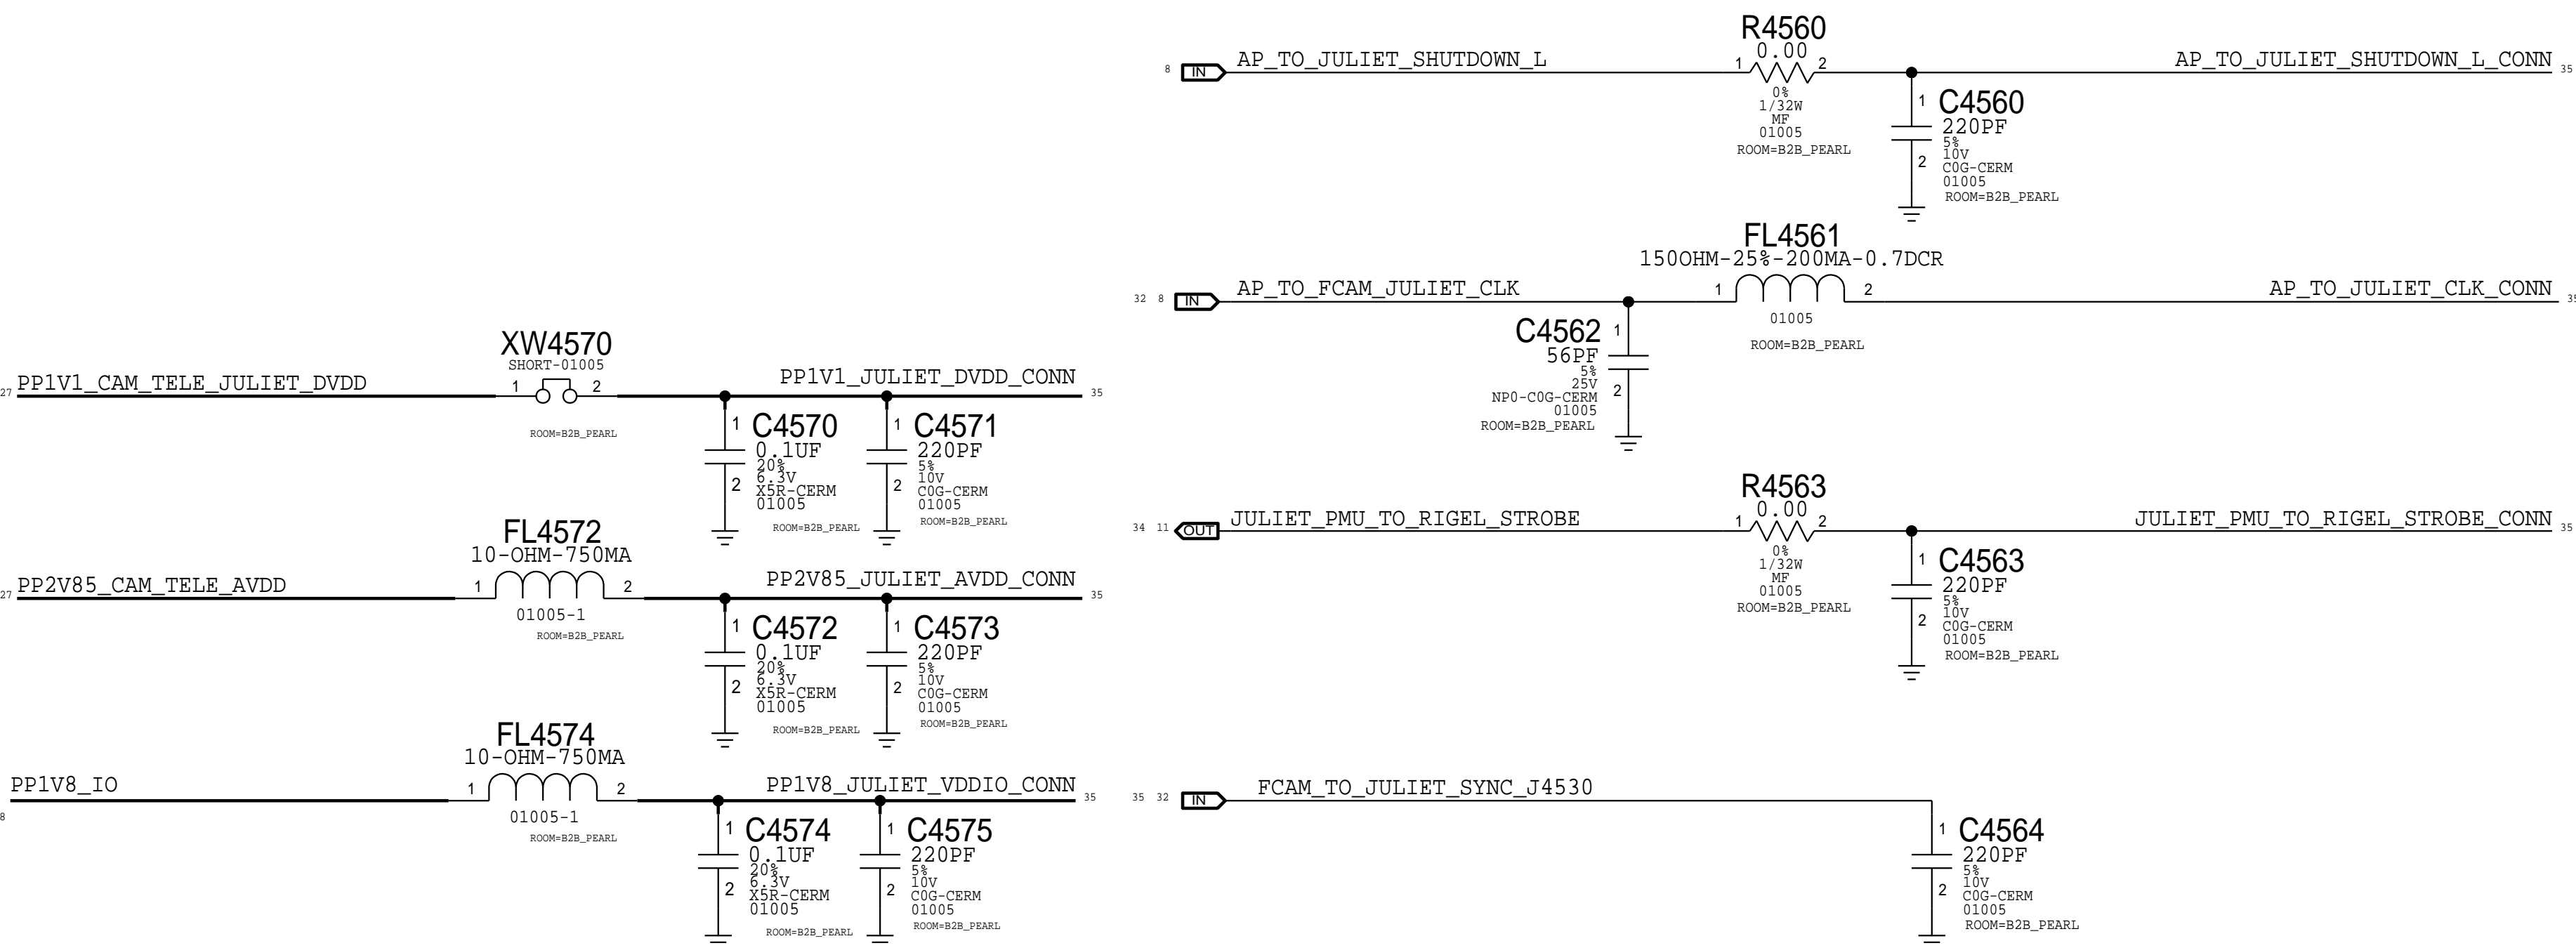 R4560
0.00
8 IN AP_TO_JULIET_SHUTDOWN_L 1 2 AP_TO_JULIET_SHUTDOWN_L_CONN 35
0%
1/32W
MF
01005
ROOM=B2B_PEARL
1 C4560
220PF
5%
10V
2 C0G-CERM
01005
ROOM=B2B_PEARL
FL4561
150OHM-25%-200MA-0.7DCR
32 8 IN AP_TO_FCAM_JULIET_CLK 1 2 AP_TO_JULIET_CLK_CONN 35
01005
ROOM=B2B_PEARL
C4562 1
56PF
5%
25V 2
NP0-C0G-CERM
01005
ROOM=B2B_PEARL
XW4570
SHORT-01005
27 PP1V1_CAM_TELE_JULIET_DVDD 1 2 PP1V1_JULIET_DVDD_CONN 35
ROOM=B2B_PEARL
1 C4570
0.1UF
20%
6.3V
2 X5R-CERM
01005
ROOM=B2B_PEARL
1 C4571
220PF
5%
10V
2 C0G-CERM
01005
ROOM=B2B_PEARL
R4563
0.00
34 11 OUT JULIET_PMU_TO_RIGEL_STROBE 1 2 JULIET_PMU_TO_RIGEL_STROBE_CONN 35
0%
1/32W
MF
01005
ROOM=B2B_PEARL
1 C4563
220PF
5%
10V
2 C0G-CERM
01005
ROOM=B2B_PEARL
FL4572
10-OHM-750MA
27 PP2V85_CAM_TELE_AVDD 1 2 PP2V85_JULIET_AVDD_CONN 35
01005-1
ROOM=B2B_PEARL
1 C4572
0.1UF
20%
6.3V
2 X5R-CERM
01005
ROOM=B2B_PEARL
1 C4573
220PF
5%
10V
2 C0G-CERM
01005
ROOM=B2B_PEARL
FL4574
10-OHM-750MA
8 PP1V8_IO 1 2 PP1V8_JULIET_VDDIO_CONN 35
01005-1
ROOM=B2B_PEARL
1 C4574
0.1UF
20%
6.3V
2 X5R-CERM
01005
ROOM=B2B_PEARL
1 C4575
220PF
5%
10V
2 C0G-CERM
01005
ROOM=B2B_PEARL
35 32 IN FCAM_TO_JULIET_SYNC_J4530
1 C4564
220PF
5%
10V
2 C0G-CERM
01005
ROOM=B2B_PEARL